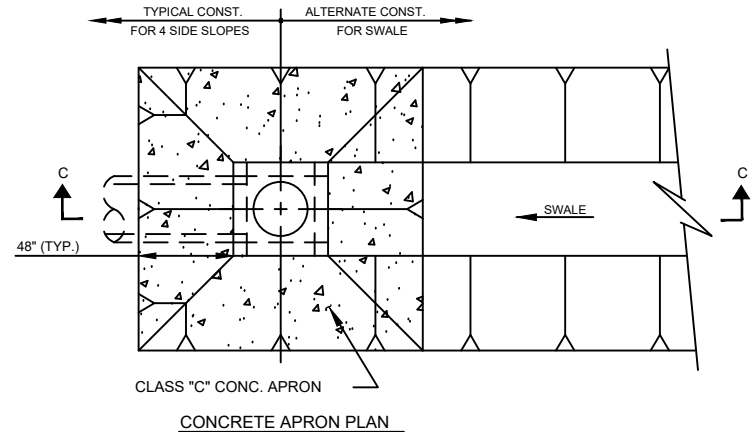 TYPICAL CONST.
FOR 4 SIDE SLOPES
ALTERNATE CONST.
FOR SWALE
C
C
SWALE
48" (TYP.)
CLASS "C" CONC. APRON
CONCRETE APRON PLAN